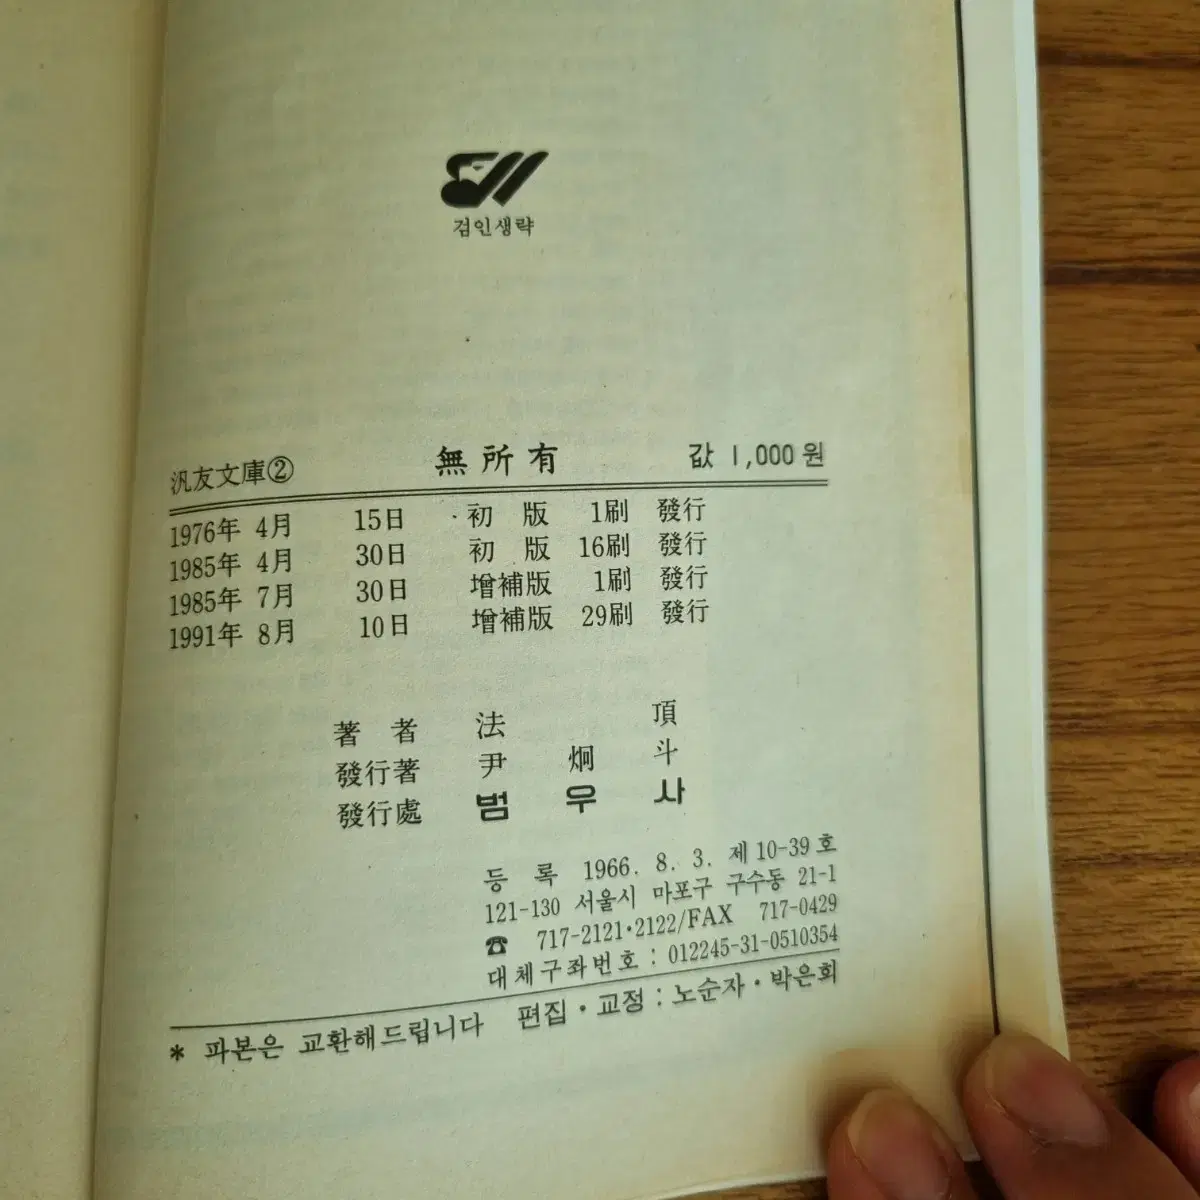 검인생략
汎友文庫② 無所有 값 1,000원
1976年 4月 15日 初 版 1刷 發行
1985年 4月 30日 初 版 16刷 發行
1985年 7月 30日 增補版 1刷 發行
1991年 8月 10日 增補版 29刷 發行
著 者 法 頂
發行著 尹 炯 斗
發行處 범 우 사
등 록 1966. 8. 3. 제10-39호
121-130 서울시 마포구 구수동 21-1
☎ 717-2121·2122/FAX 717-0429
대체구좌번호 : 012245-31-0510354
* 파본은 교환해드립니다 편집·교정 : 노순자·박은희